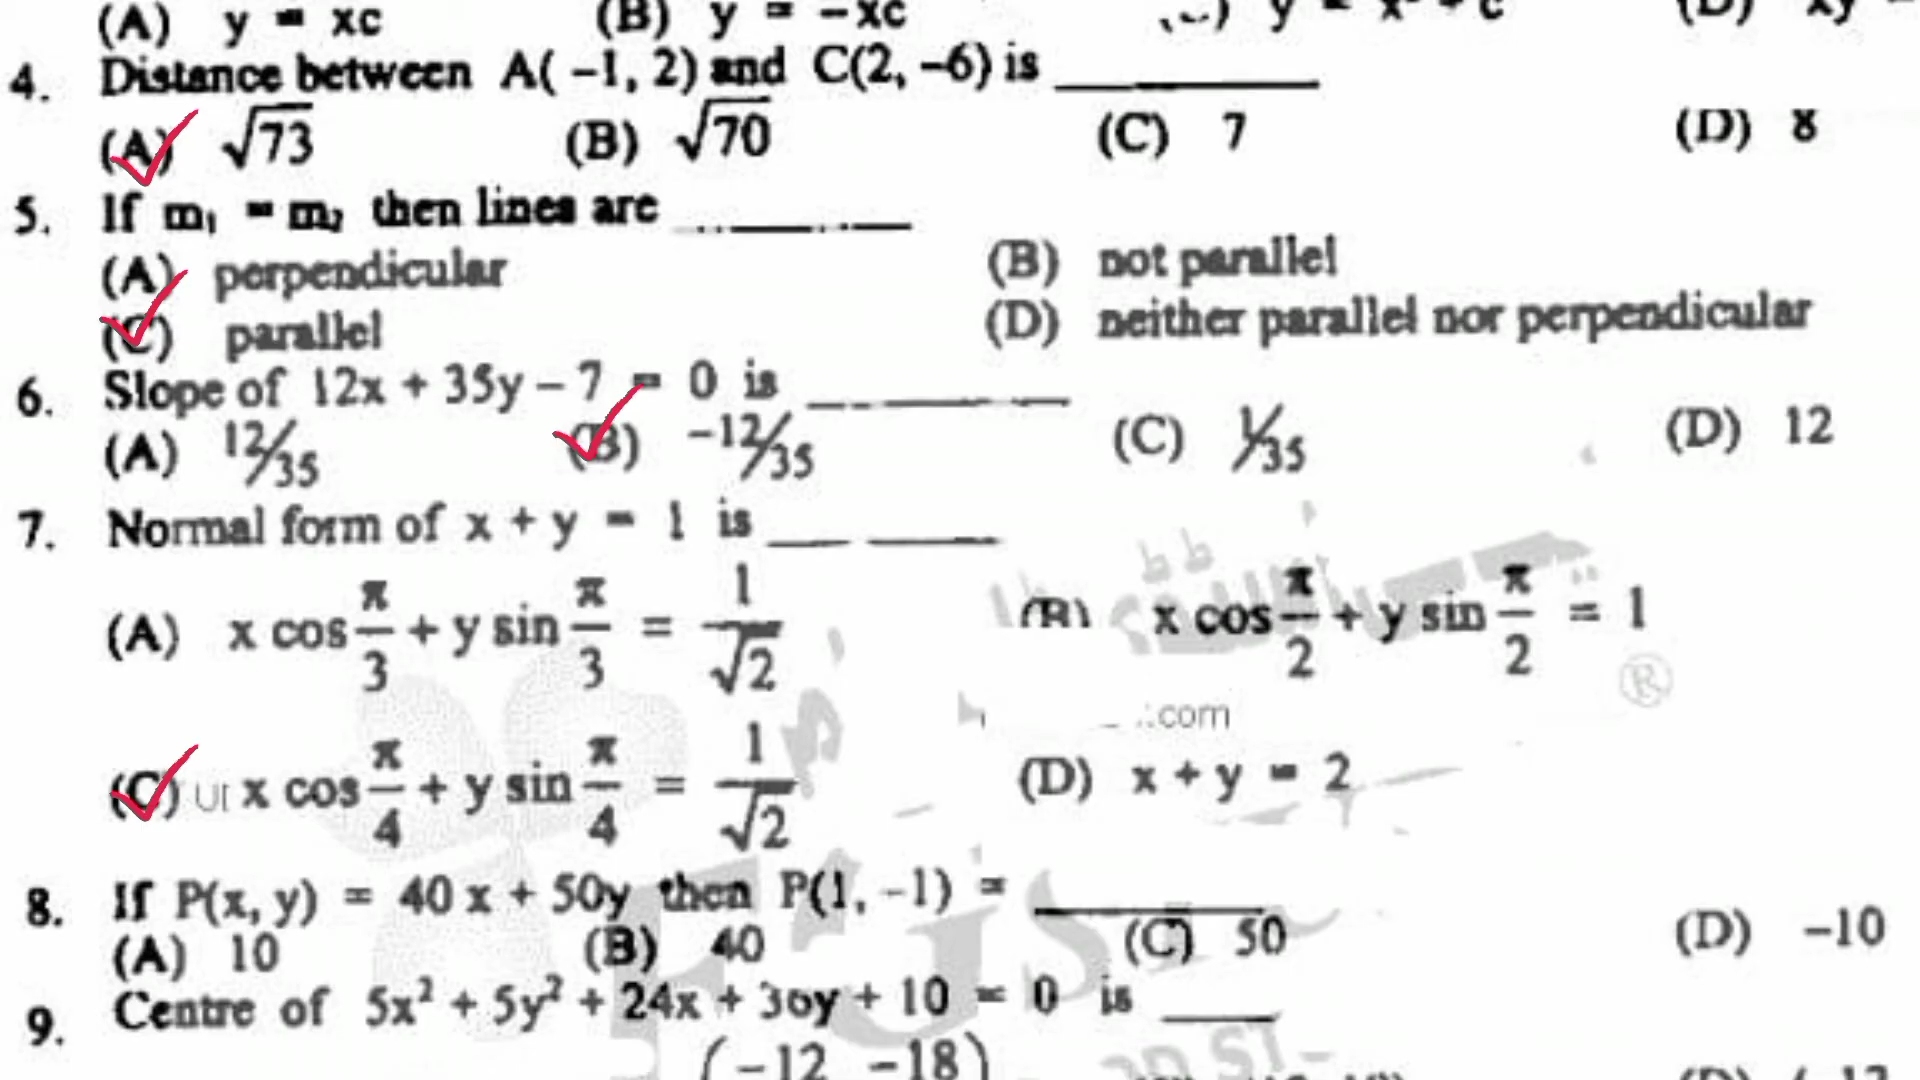 (A) y = xc (B) y = -xc y = x + c (D) xy =
4. Distance between A( -1, 2) and C(2, -6) is ________
(A) √73 (B) √70 (C) 7 (D) 8
5. If m₁ = m₂ then lines are ________
(A) perpendicular (B) not parallel
(C) parallel (D) neither parallel nor perpendicular
6. Slope of 12x + 35y - 7 = 0 is ________
(A) 12/35 (B) -12/35 (C) 1/35 (D) 12
7. Normal form of x + y = 1 is ________
(A) x cos π/3 + y sin π/3 = 1/√2 (B) x cos π/2 + y sin π/2 = 1
®
.com
(C) x cos π/4 + y sin π/4 = 1/√2 (D) x + y = 2
8. If P(x, y) = 40 x + 50y then P(1, -1) = ________
(A) 10 (B) 40 (C) 50 (D) -10
9. Centre of 5x² + 5y² + 24x + 36y + 10 = 0 is ____
(-12 -18)